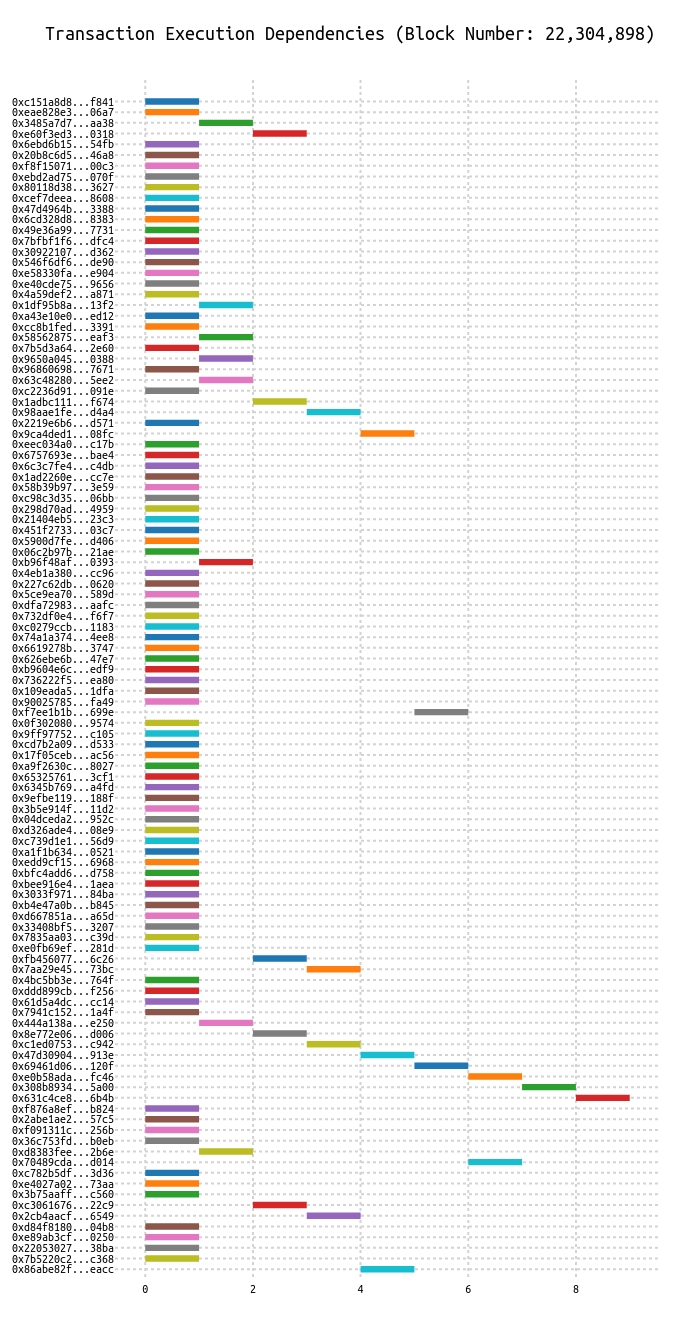 Transaction Execution Dependencies (Block Number: 22,304,898)
0xc151a8d8...f841
0xeae828e3...06a7
0x3485a7d7...aa38
0xe60f3ed3...0318
0x6ebd6b15...54fb
0x20b8c6d5...46a8
0xf8f15071...00c3
0xebd2ad75...070f
0x80118d38...3627
0xcef7deea...8608
0x47d4964b...3388
0x6cd328d8...8383
0x49e36a99...7731
0x7bfbf1f6...dfc4
0x30922107...d362
0x546f6df6...de90
0xe58330fa...e904
0xe40cde75...9656
0x4a59def2...a871
0x1df95b8a...13f2
0xa43e10e0...ed12
0xcc8b1fed...3391
0x58562875...eaf3
0x7b5d3a64...2e60
0x9650a045...0388
0x96860698...7671
0x63c48280...5ee2
0xc2236d91...091e
0x1adbc111...f674
0x98aae1fe...d4a4
0x2219e6b6...d571
0x9ca4ded1...08fc
0xeec034a0...c17b
0x6757693e...bae4
0x6c3c7fe4...c4db
0x1ad2260e...cc7e
0x58b39b97...3e59
0xc98c3d35...06bb
0x298d70ad...4959
0x21404eb5...23c3
0x451f2733...03c7
0x5900d7fe...d406
0x06c2b97b...21ae
0xb96f48af...0393
0x4eb1a380...cc96
0x227c62db...0620
0x5ce9ea70...589d
0xdfa72983...aafc
0x732df0e4...f6f7
0xc0279ccb...1183
0x74a1a374...4ee8
0x6619278b...3747
0x626ebe6b...47e7
0xb9604e6c...edf9
0x736222f5...ea80
0x109eada5...1dfa
0x90025785...fa49
0xf7ee1b1b...699e
0x0f302080...9574
0x9ff97752...c105
0xcd7b2a09...d533
0x17f05ceb...ac56
0xa9f2630c...8027
0x65325761...3cf1
0x6345b769...a4fd
0x9efbe119...188f
0x3b5e914f...11d2
0x04dceda2...952c
0xd326ade4...08e9
0xc739d1e1...56d9
0xa1f1b634...0521
0xedd9cf15...6968
0xbfc4add6...d758
0xbee916e4...1aea
0x3033f971...84ba
0xb4e47a0b...b845
0xd667851a...a65d
0x33408bf5...3207
0x7835aa03...c39d
0xe0fb69ef...281d
0xfb456077...6c26
0x7aa29e45...73bc
0x4bc5bb3e...764f
0xddd899cb...f256
0x61d5a4dc...cc14
0x7941c152...1a4f
0x444a138a...e250
0x8e772e06...d006
0xc1ed0753...c942
0x47d30904...913e
0x69461d06...120f
0xe0b58ada...fc46
0x308b8934...5a00
0x631c4ce8...6b4b
0xf876a8ef...b824
0x2abe1ae2...57c5
0xf091311c...256b
0x36c753fd...b0eb
0xd8383fee...2b6e
0x70489cda...d014
0xc782b5df...3d36
0xe4027a02...73aa
0x3b75aaff...c560
0xc3061676...22c9
0x2cb4aacf...6549
0xd84f8180...04b8
0xe89ab3cf...0250
0x22053027...38ba
0x7b5220c2...c368
0x86abe82f...eacc
0 2 4 6 8